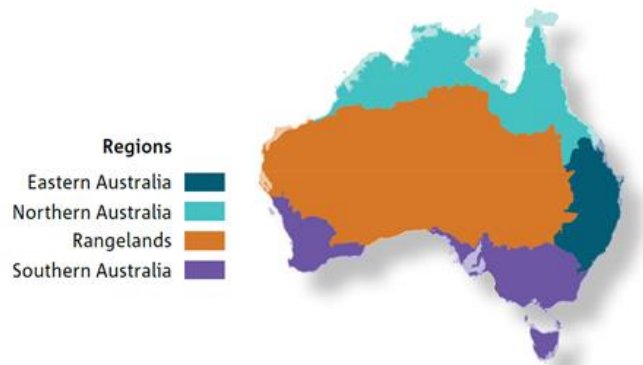 Regions
Eastern Australia
Northern Australia
Rangelands
Southern Australia